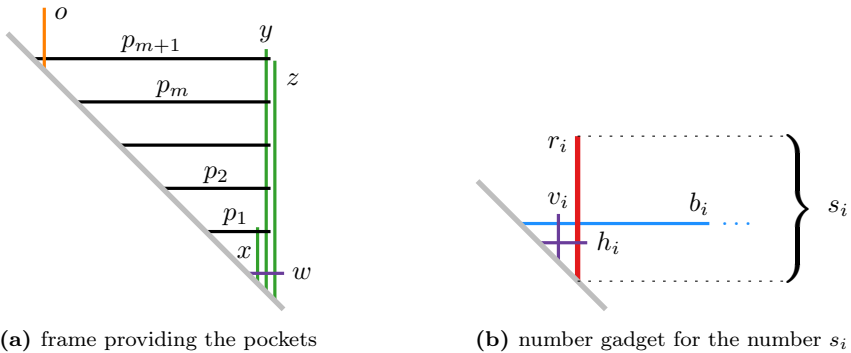 o
y
p_{m+1}
z
p_m
p_2
p_1
x
w
(a) frame providing the pockets
r_i
v_i
b_i
···
s_i
h_i
(b) number gadget for the number s_i